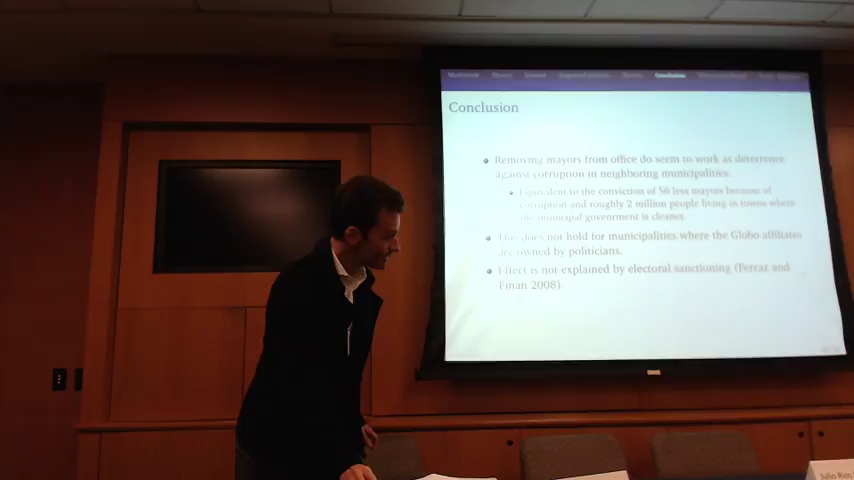 Conclusion
Conclusion
Removing mayors from office do seem to work as deterrence
against corruption in neighboring municipalities.
Equivalent to the conviction of 56 less mayors because of
corruption and roughly 2 million people living in towns where
the municipal government is cleaner.
This does not hold for municipalities where the Globo affiliates
are owned by politicians.
Effect is not explained by electoral sanctioning (Ferraz and
Finan 2008).
Julio Rios